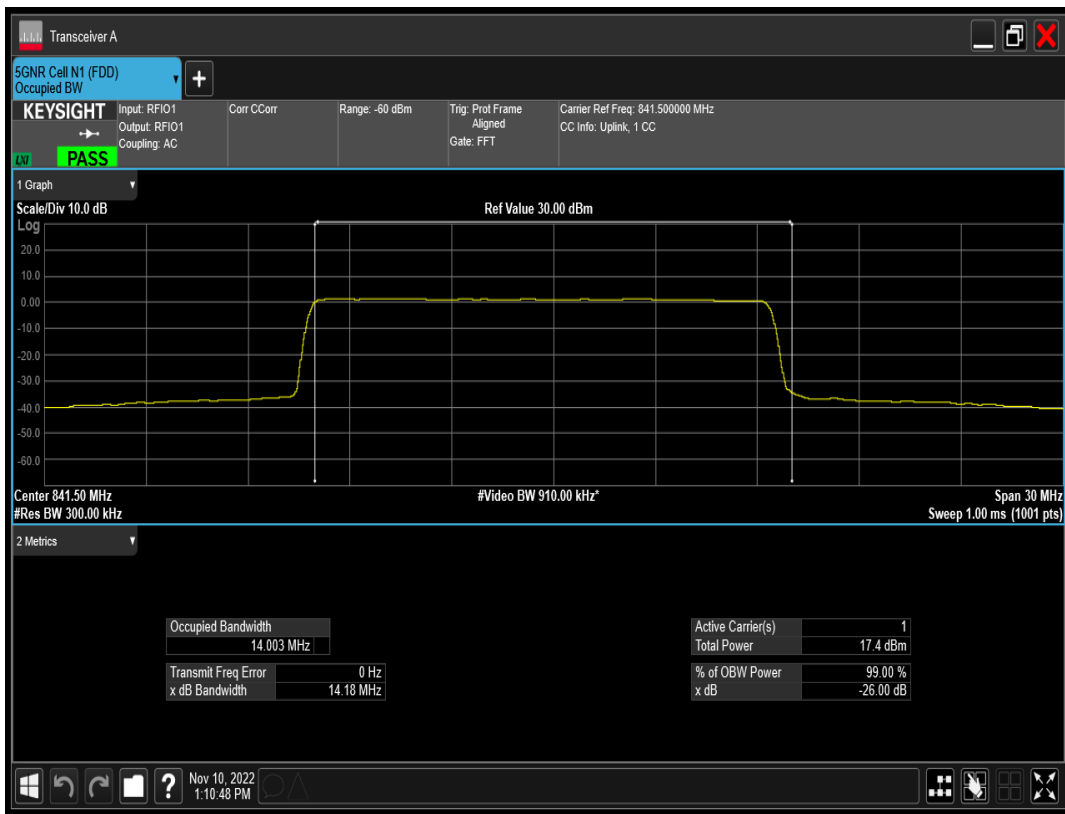 Transceiver A
5GNR Cell N1 (FDD)
Occupied BW
+
KEYSIGHT
LXI
PASS
Input: RFIO1
Output: RFIO1
Coupling: AC
Corr CCorr
Range: -60 dBm
Trig: Prot Frame
Aligned
Gate: FFT
Carrier Ref Freq: 841.500000 MHz
CC Info: Uplink, 1 CC
1 Graph
Scale/Div 10.0 dB
Ref Value 30.00 dBm
Log
20.0
10.0
0.00
-10.0
-20.0
-30.0
-40.0
-50.0
-60.0
Center 841.50 MHz
#Video BW 910.00 kHz*
Span 30 MHz
#Res BW 300.00 kHz
Sweep 1.00 ms (1001 pts)
2 Metrics
Occupied Bandwidth
14.003 MHz
Transmit Freq Error 0 Hz
x dB Bandwidth 14.18 MHz
Active Carrier(s) 1
Total Power 17.4 dBm
% of OBW Power 99.00 %
x dB -26.00 dB
?
Nov 10, 2022
1:10:48 PM